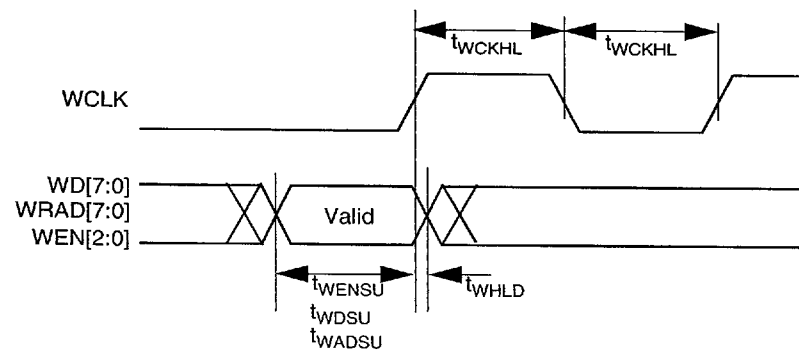 tWCKHL
tWCKHL
WCLK
WD[7:0]
WRAD[7:0]
WEN[2:0]
Valid
tWENSU
tWHLD
tWDSU
tWADSU